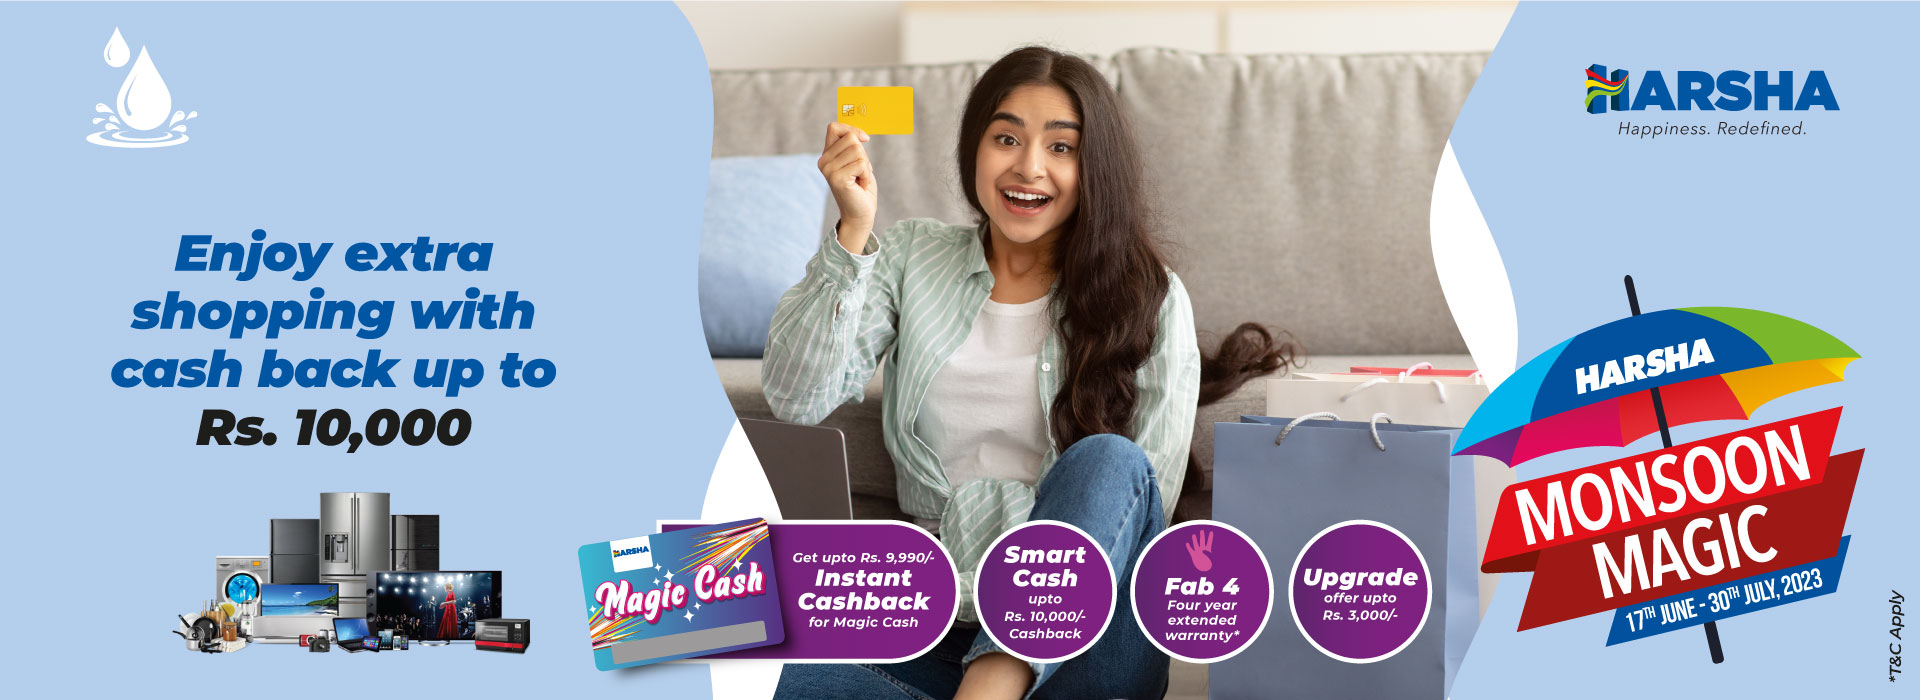 Enjoy extra
shopping with
cash back up to
Rs. 10,000
HARSHA
Magic Cash
Get upto Rs. 9,990/-
Instant
Cashback
for Magic Cash
Smart
Cash
upto
Rs. 10,000/-
Cashback
Fab 4
Four year
extended
warranty*
Upgrade
offer upto
Rs. 3,000/-
HARSHA
Happiness. Redefined.
HARSHA
MONSOON
MAGIC
17TH JUNE - 30TH JULY, 2023
*T&C Apply